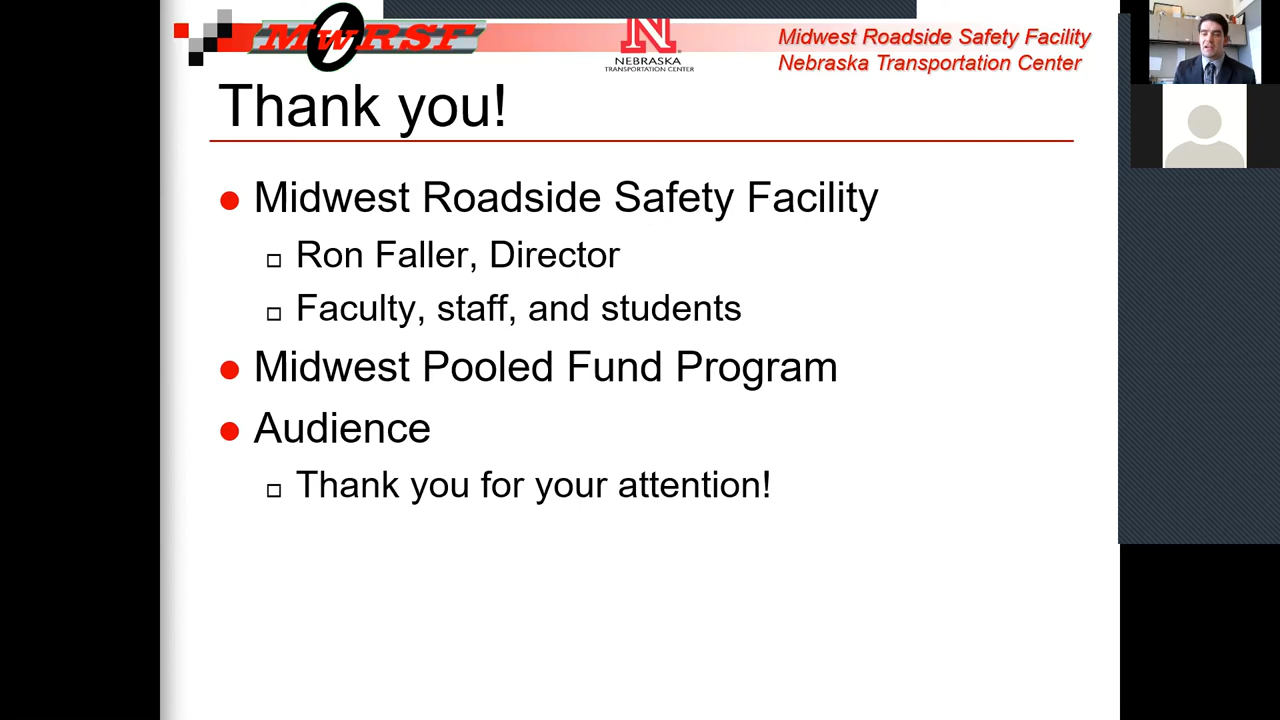 MwRSF
N
NEBRASKA
TRANSPORTATION CENTER
Midwest Roadside Safety Facility
Nebraska Transportation Center
Thank you!
Midwest Roadside Safety Facility
Ron Faller, Director
Faculty, staff, and students
Midwest Pooled Fund Program
Audience
Thank you for your attention!